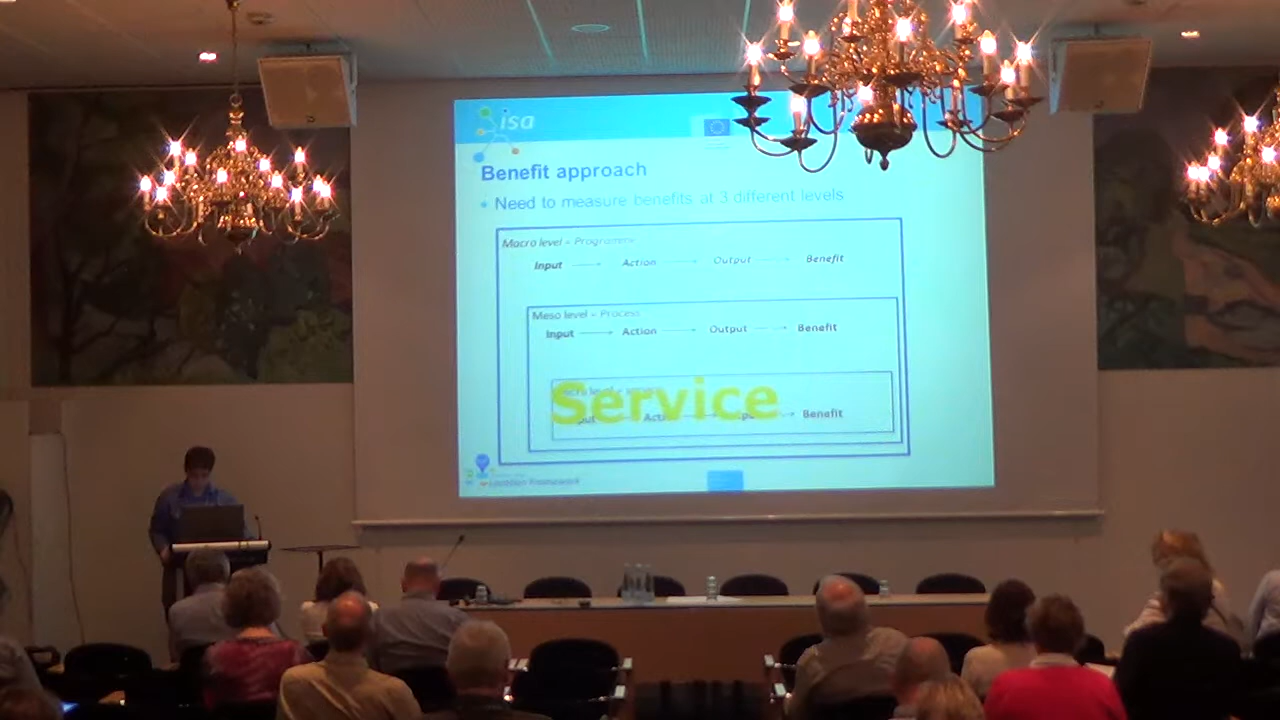 isa
Benefit approach
• Need to measure benefits at 3 different levels
Macro level – Programme
Input → Action → Output → Benefit
Meso level – Process
Input → Action → Output → Benefit
level –
Service
Benefit